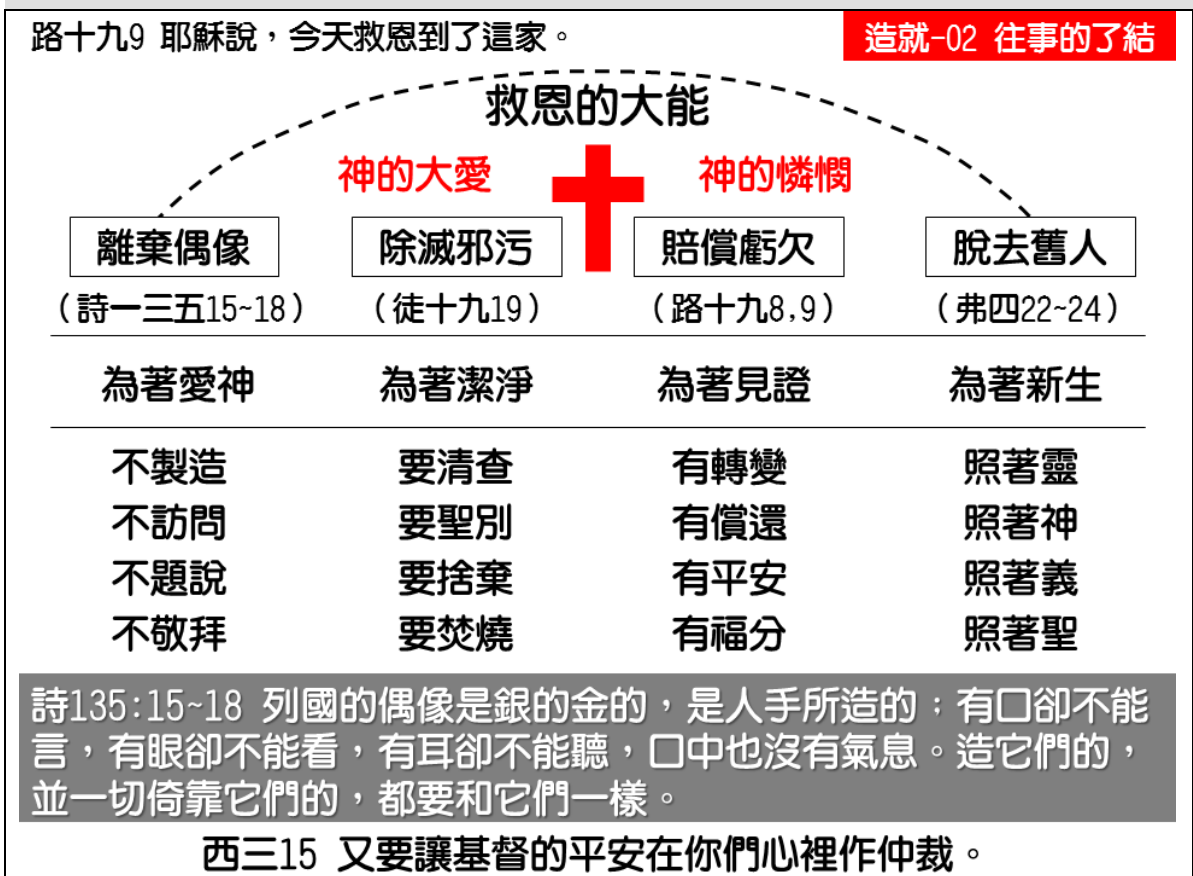 路十九9 耶穌說，今天救恩到了這家。
造就-02 往事的了結
救恩的大能
神的大愛 神的憐憫
離棄偶像 除滅邪污 賠償虧欠 脫去舊人
（詩一三五15~18） （徒十九19） （路十九8,9） （弗四22~24）
為著愛神 為著潔淨 為著見證 為著新生
不製造 要清查 有轉變 照著靈
不訪問 要聖別 有償還 照著神
不題說 要捨棄 有平安 照著義
不敬拜 要焚燒 有福分 照著聖
詩135:15~18 列國的偶像是銀的金的，是人手所造的；有口卻不能
言，有眼卻不能看，有耳卻不能聽，口中也沒有氣息。造它們的，
並一切倚靠它們的，都要和它們一樣。
西三15 又要讓基督的平安在你們心裡作仲裁。